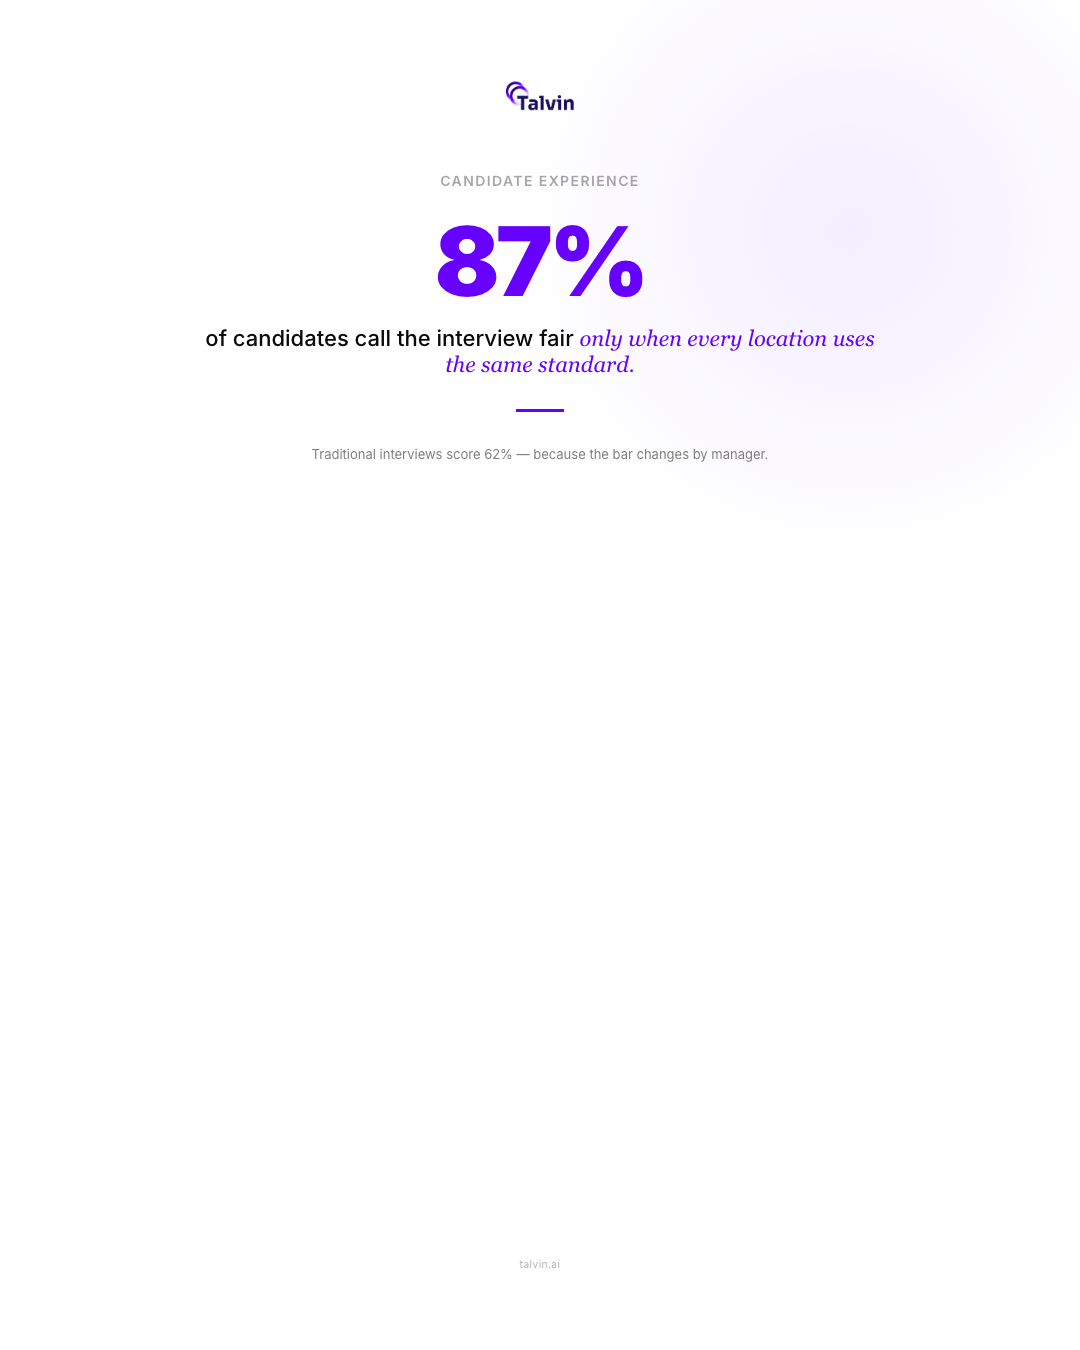 Talvin
CANDIDATE EXPERIENCE
87%
of candidates call the interview fair only when every location uses
the same standard.
Traditional interviews score 62% — because the bar changes by manager.
talvin.ai